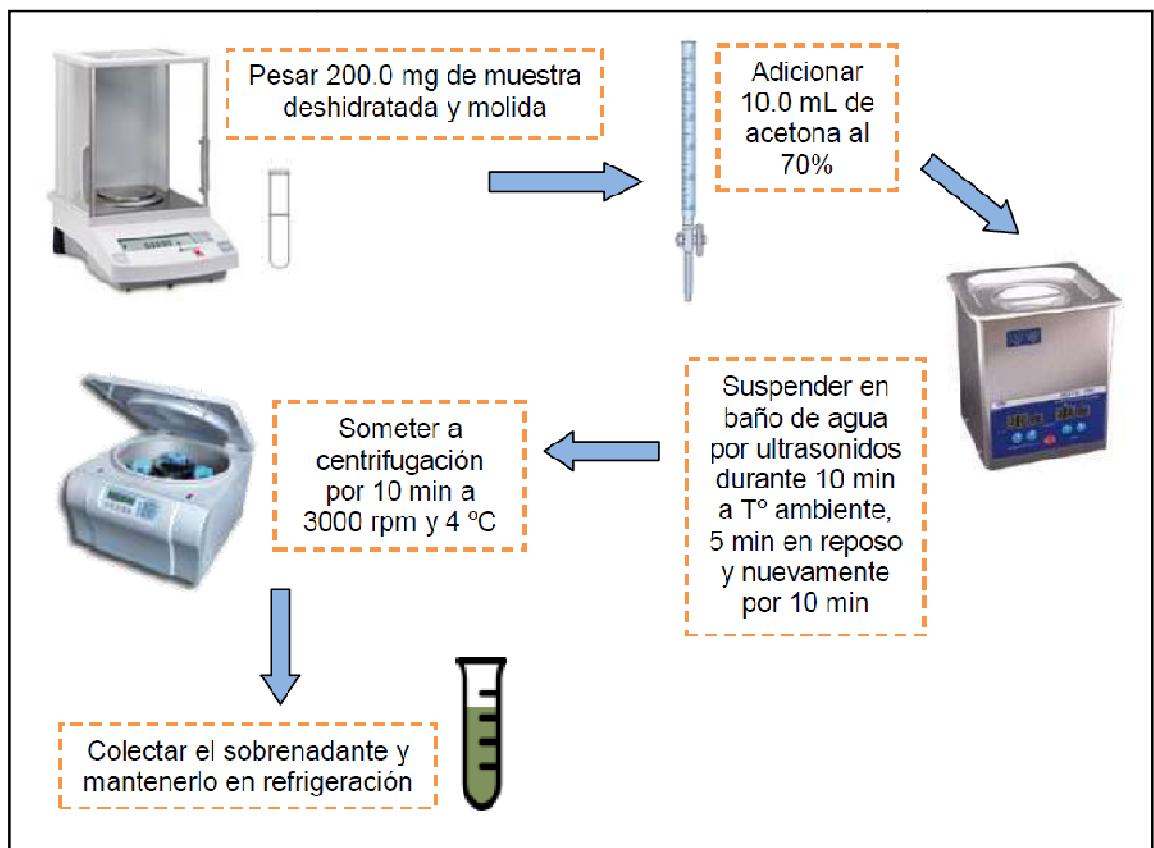 Pesar 200.0 mg de muestra
deshidratada y molida
Adicionar
10.0 mL de
acetona al
70%
Suspender en
baño de agua
por ultrasonidos
durante 10 min
a Tº ambiente,
5 min en reposo
y nuevamente
por 10 min
Someter a
centrifugación
por 10 min a
3000 rpm y 4 ºC
Colectar el sobrenadante y
mantenerlo en refrigeración